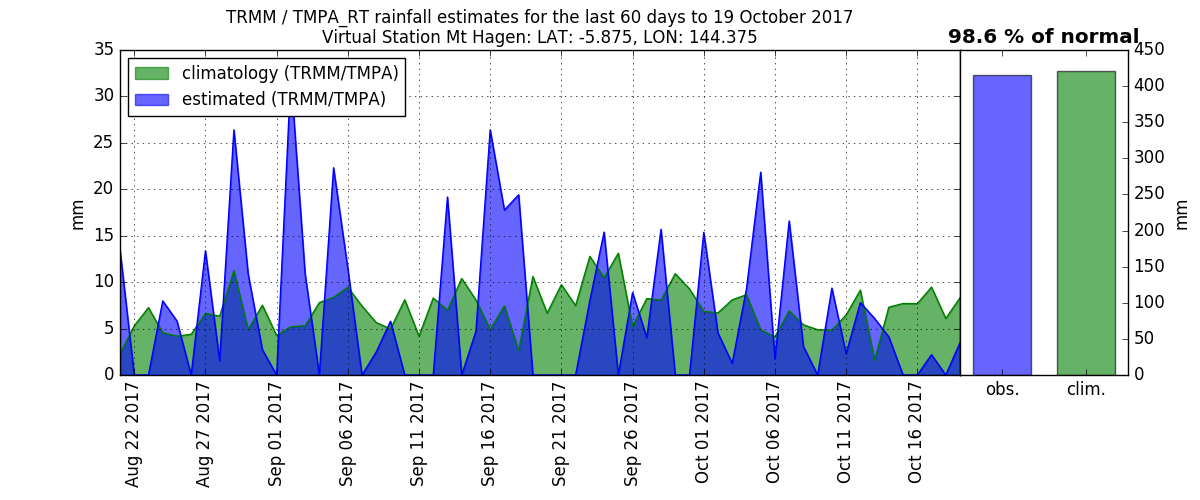 TRMM / TMPA_RT rainfall estimates for the last 60 days to 19 October 2017
Virtual Station Mt Hagen: LAT: -5.875, LON: 144.375
98.6 % of normal
climatology (TRMM/TMPA)
estimated (TRMM/TMPA)
mm
35
30
25
20
15
10
5
0
Aug 22 2017
Aug 27 2017
Sep 01 2017
Sep 06 2017
Sep 11 2017
Sep 16 2017
Sep 21 2017
Sep 26 2017
Oct 01 2017
Oct 06 2017
Oct 11 2017
Oct 16 2017
450
400
350
300
250
200
150
100
50
0
mm
obs.
clim.